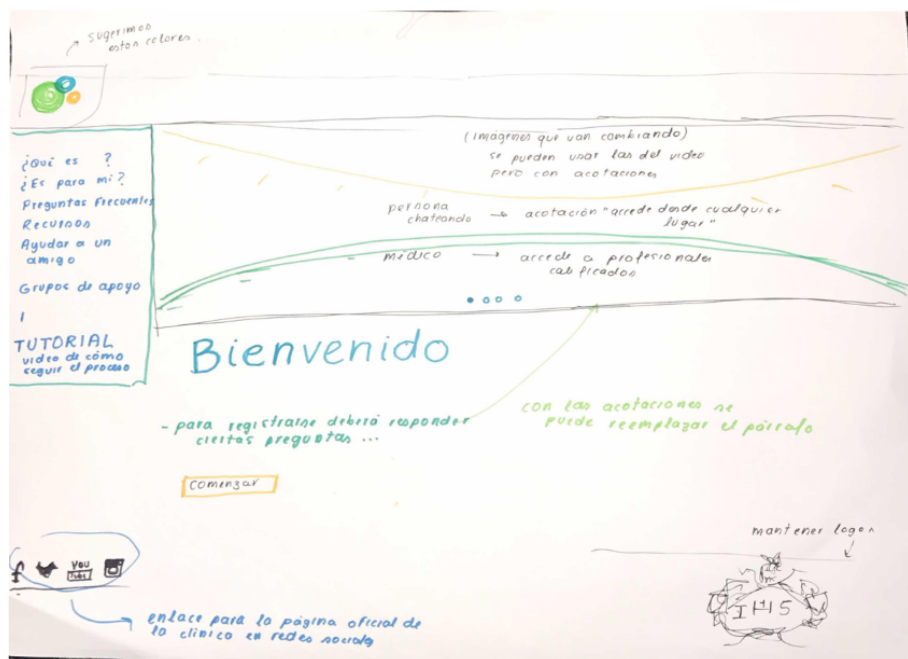 sugerimos
estos colores.
(imagenes que van cambiando)
se pueden usar las del video
pero con acotaciones
persona
chateando → acotación "accede desde cualquier
lugar"
médico → accede a profesionales
calificados
¿Qué es ?
¿Es para mi?
Preguntas Frecuentes
Recursos
Ayudar a un
amigo
Grupos de apoyo
TUTORIAL
video de cómo
seguir el proceso
Bienvenido
- para registrarse deberá responder
ciertas preguntas ...
con las acotaciones se
puede reemplazar el párrafo
comenzar
mantener logos
f
You
Tube
IHS
enlace para la página oficial de
la clínica en redes sociales